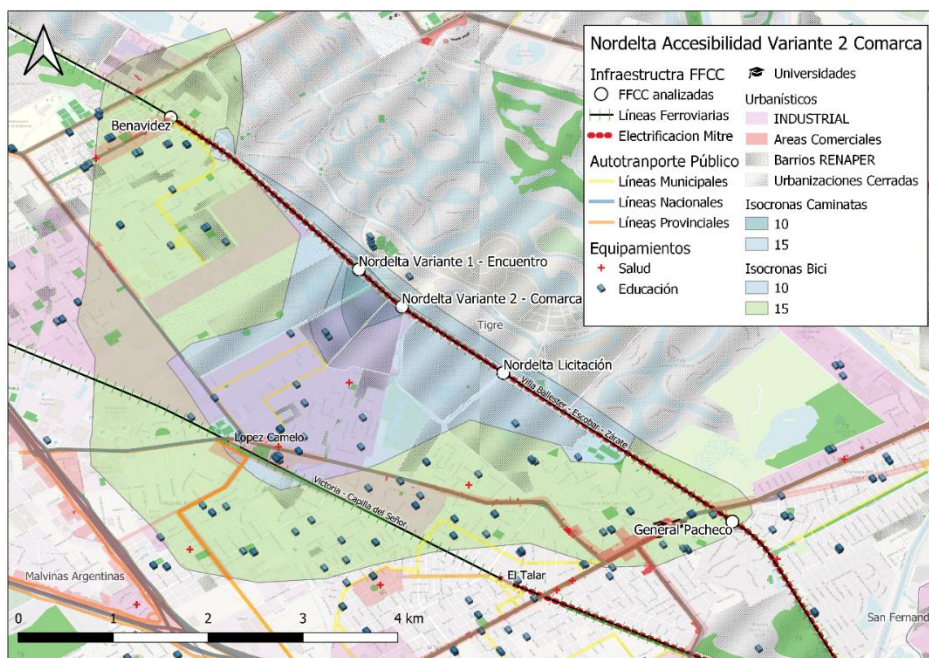 Nordelta Accesibilidad Variante 2 Comarca
Infraestructra FFCC
FFCC analizadas
Líneas Ferroviarias
Electrificacion Mitre
Autotranporte Público
Líneas Municipales
Líneas Nacionales
Líneas Provinciales
Equipamientos
Salud
Educación
Universidades
Urbanísticos
INDUSTRIAL
Areas Comerciales
Barrios RENAPER
Urbanizaciones Cerradas
Isocronas Caminatas
10
15
Isocronas Bici
10
15
Benavidez
Nordelta Variante 1 - Encuentro
Nordelta Variante 2 - Comarca
Tigre
Nordelta Licitación
Villa Ballester - Escobar - Zárate
Lopez Camelo
Victoria - Capilla del Señor
General Pacheco
El Talar
Malvinas Argentinas
San Fernand
0 1 2 3 4 km